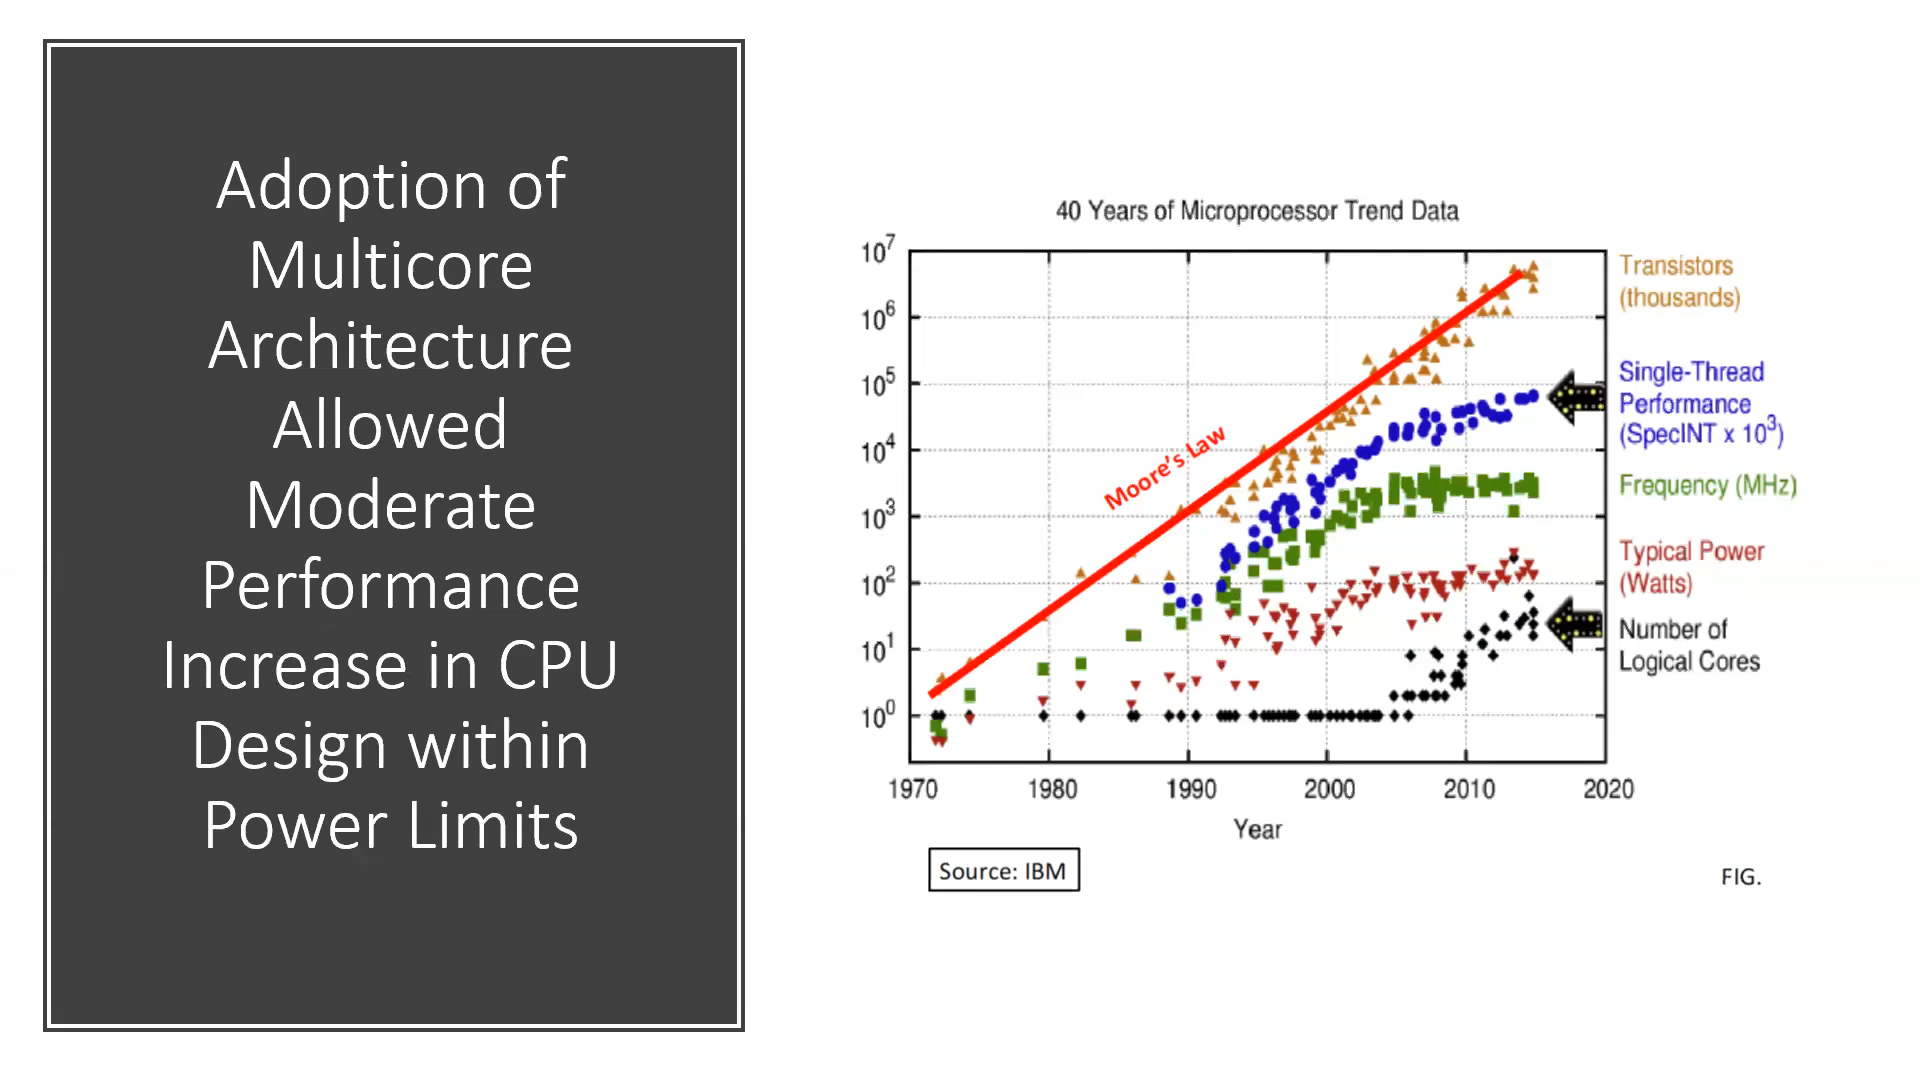 Adoption of
Multicore
Architecture
Allowed
Moderate
Performance
Increase in CPU
Design within
Power Limits
40 Years of Microprocessor Trend Data
10^7
10^6
10^5
10^4
10^3
10^2
10^1
10^0
Moore's Law
Transistors
(thousands)
Single-Thread
Performance
(SpecINT x 10^3)
Frequency (MHz)
Typical Power
(Watts)
Number of
Logical Cores
1970 1980 1990 2000 2010 2020
Year
Source: IBM
FIG.